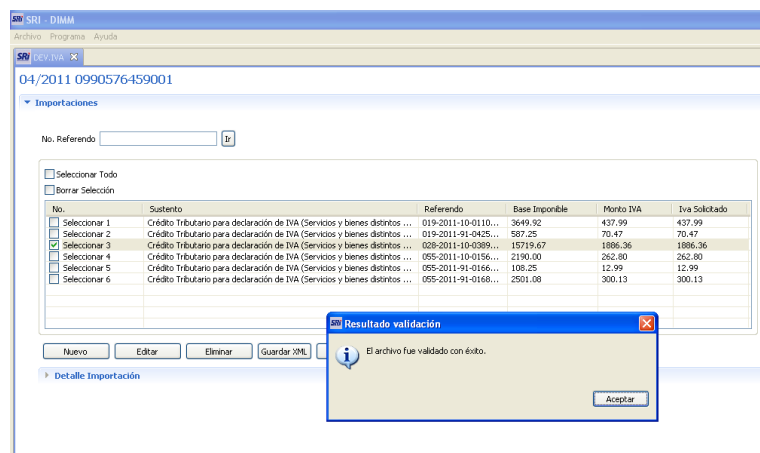 SRi SRI - DIMM
Archivo Programa Ayuda
SRi DEV.IVA
04/2011 0990576459001
Importaciones
No. Referendo Ir
Seleccionar Todo
Borrar Selección
No. Sustento Referendo Base Imponible Monto IVA Iva Solicitado
Seleccionar 1 Crédito Tributario para declaración de IVA (Servicios y bienes distintos ... 019-2011-10-0110... 3649.92 437.99 437.99
Seleccionar 2 Crédito Tributario para declaración de IVA (Servicios y bienes distintos ... 019-2011-91-0425... 587.25 70.47 70.47
Seleccionar 3 Crédito Tributario para declaración de IVA (Servicios y bienes distintos ... 028-2011-10-0389... 15719.67 1886.36 1886.36
Seleccionar 4 Crédito Tributario para declaración de IVA (Servicios y bienes distintos ... 055-2011-10-0156... 2190.00 262.80 262.80
Seleccionar 5 Crédito Tributario para declaración de IVA (Servicios y bienes distintos ... 055-2011-91-0166... 108.25 12.99 12.99
Seleccionar 6 Crédito Tributario para declaración de IVA (Servicios y bienes distintos ... 055-2011-91-0168... 2501.08 300.13 300.13
SRi Resultado validación
El archivo fue validado con éxito.
Aceptar
Nuevo Editar Eliminar Guardar XML
Detalle Importación